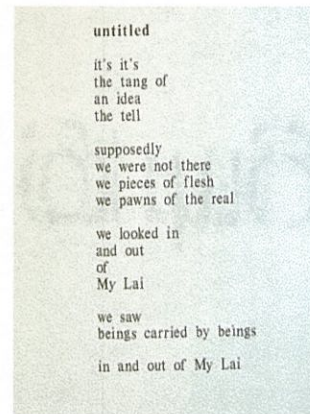 untitled
it's it's
the tang of
an idea
the tell
supposedly
we were not there
we pieces of flesh
we pawns of the real
we looked in
and out
of
My Lai
we saw
beings carried by beings
in and out of My Lai